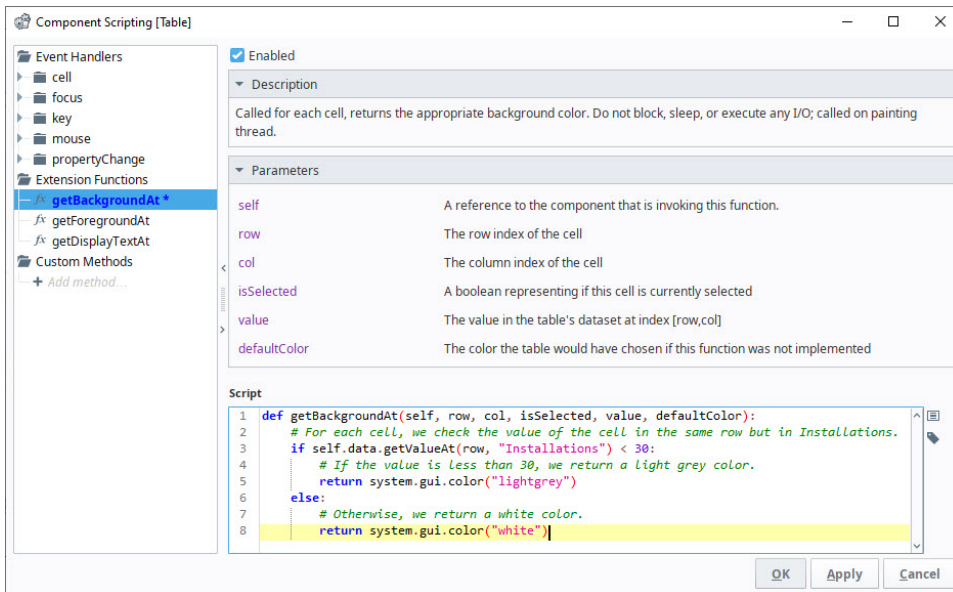 Component Scripting [Table]
Event Handlers
cell
focus
key
mouse
propertyChange
Extension Functions
fx getBackgroundAt *
fx getForegroundAt
fx getDisplayTextAt
Custom Methods
+ Add method...
Enabled
Description
Called for each cell, returns the appropriate background color. Do not block, sleep, or execute any I/O; called on painting
thread.
Parameters
self A reference to the component that is invoking this function.
row The row index of the cell
col The column index of the cell
isSelected A boolean representing if this cell is currently selected
value The value in the table's dataset at index [row,col]
defaultColor The color the table would have chosen if this function was not implemented
Script
1 def getBackgroundAt(self, row, col, isSelected, value, defaultColor):
2 # For each cell, we check the value of the cell in the same row but in Installations.
3 if self.data.getValueAt(row, "Installations") < 30:
4 # If the value is less than 30, we return a light grey color.
5 return system.gui.color("lightgrey")
6 else:
7 # Otherwise, we return a white color.
8 return system.gui.color("white")
OK Apply Cancel